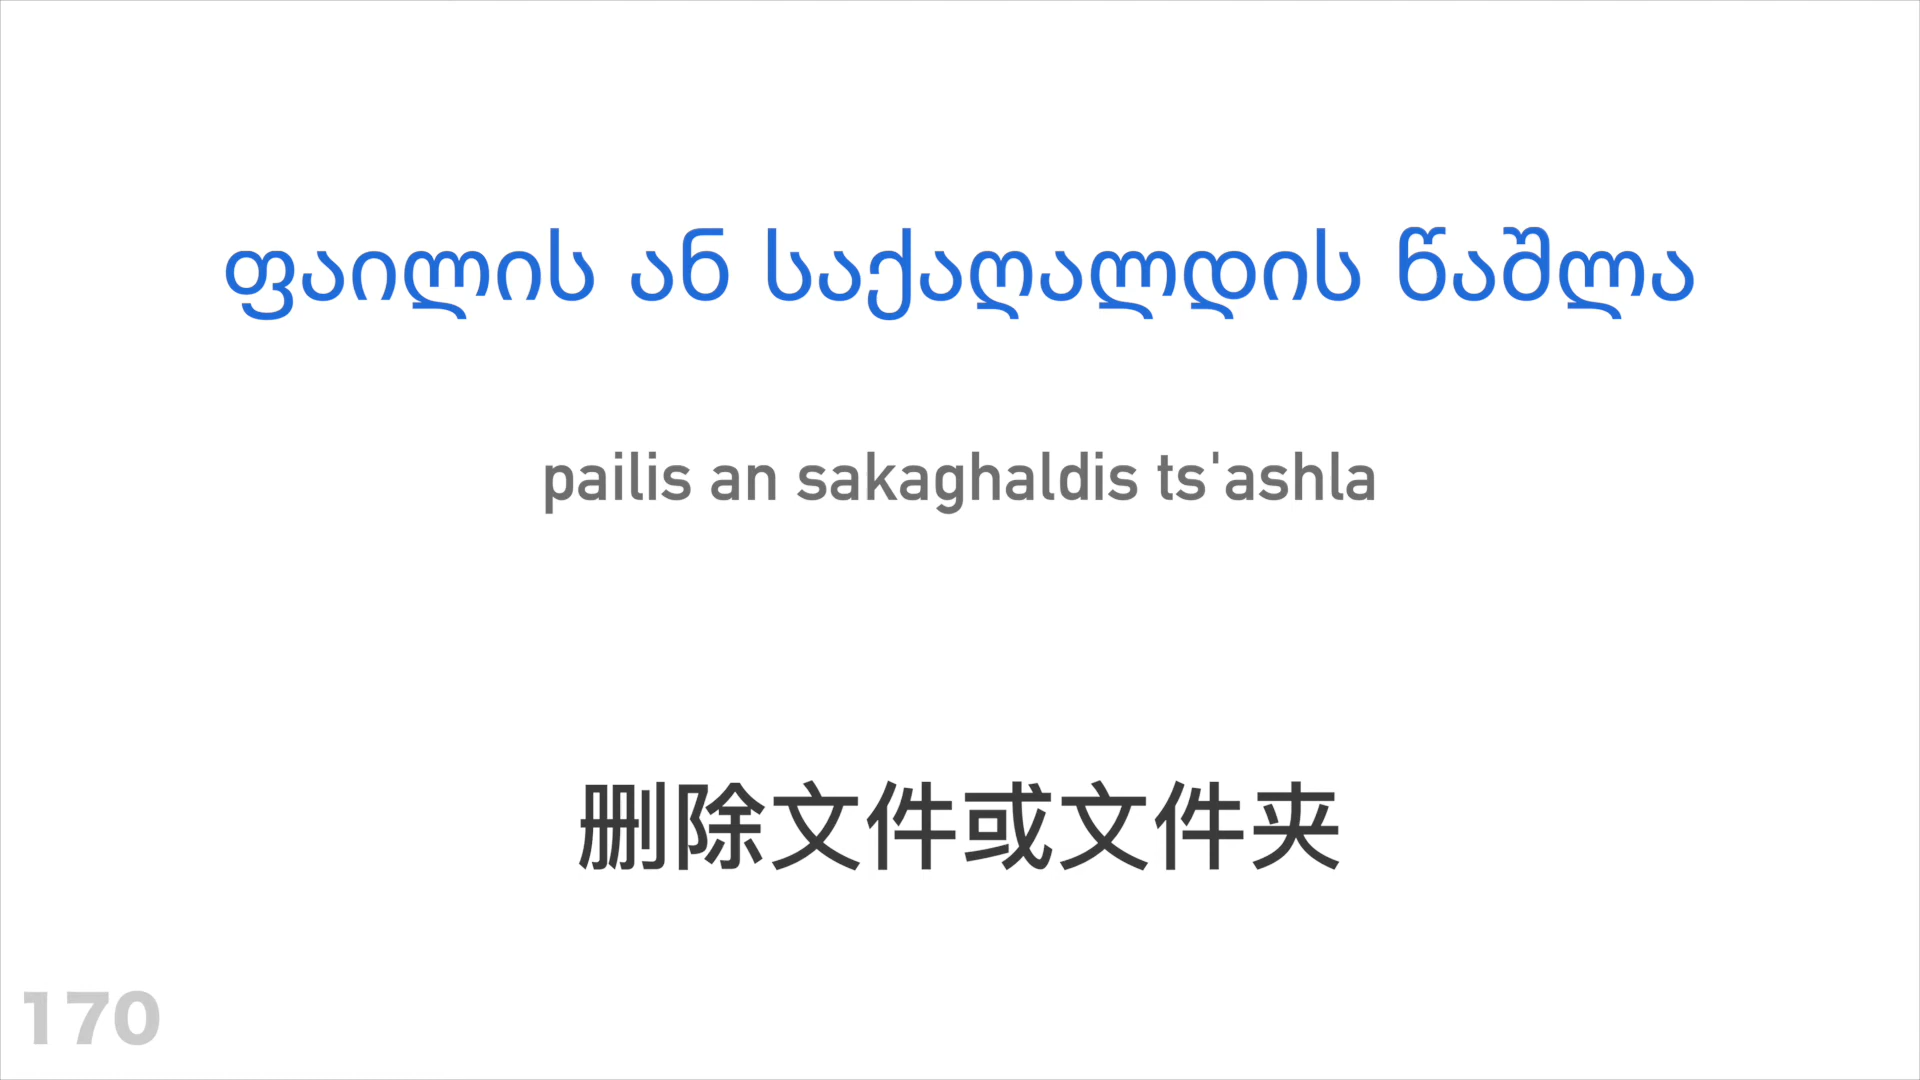 ფაილის ან საქაღალდის წაშლა
pailis an sakaghaldis ts'ashla
删除文件或文件夹
170